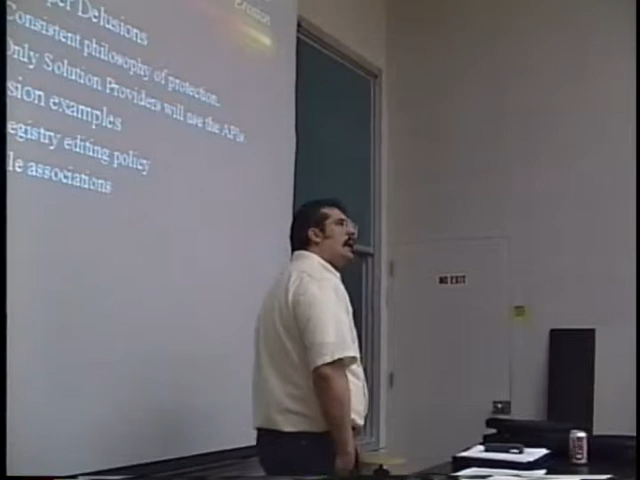 Delusions
Erosion
Consistent philosophy of protection.
Only Solution Providers will use the APIs
sion examples
egistry editing policy
le associations
NO EXIT